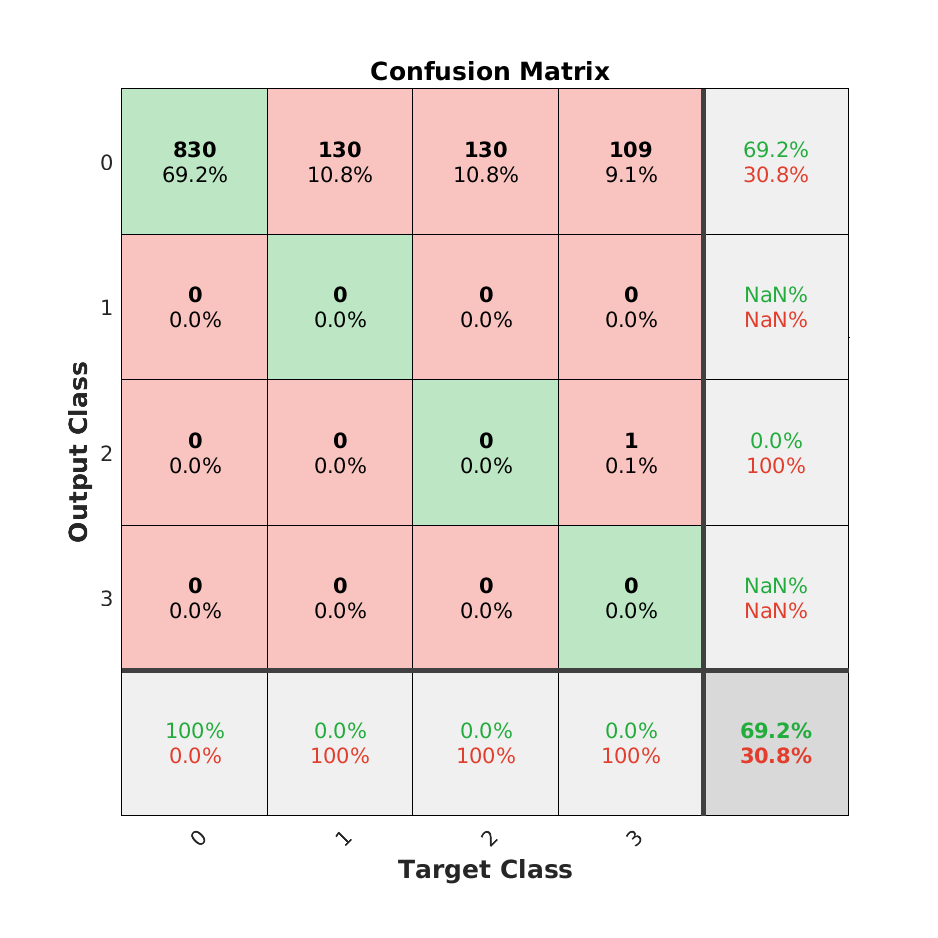 Confusion Matrix
0
830 130 130 109 69.2%
69.2% 10.8% 10.8% 9.1% 30.8%
1
0 0 0 0 NaN%
0.0% 0.0% 0.0% 0.0% NaN%
2
0 0 0 1 0.0%
0.0% 0.0% 0.0% 0.1% 100%
3
0 0 0 0 NaN%
0.0% 0.0% 0.0% 0.0% NaN%
100% 0.0% 0.0% 0.0% 69.2%
0.0% 100% 100% 100% 30.8%
0 1 2 3
Target Class
Output Class